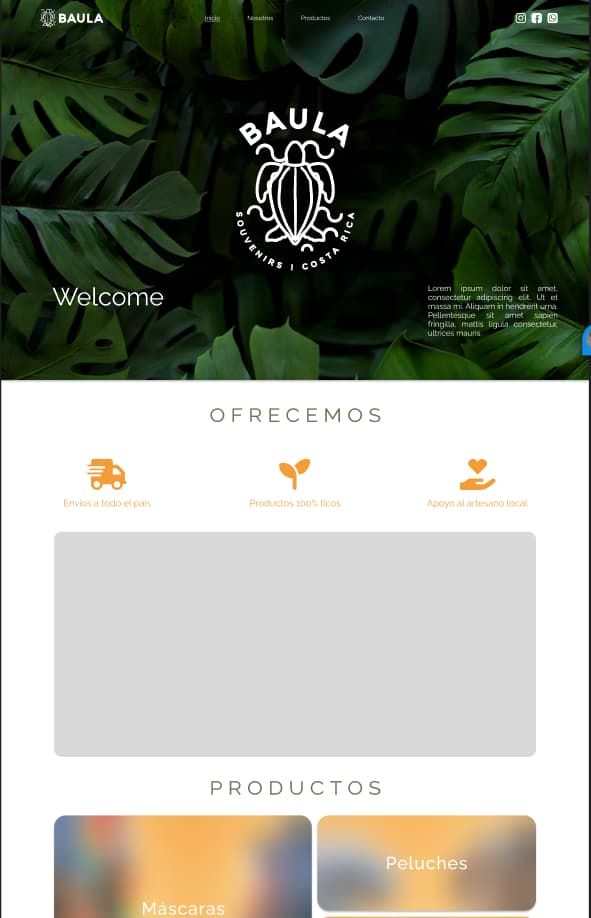 BAULA
Inicio
Nosotros
Productos
Contacto
BAULA
SOUVENIRS | COSTA RICA
Welcome
Lorem ipsum dolor sit amet,
consectetur adipiscing elit. Ut et
massa mi. Aliquam in hendrerit urna.
Pellentesque sit amet sapien
fringilla, mattis ligula consectetur,
ultrices mauris
OFRECEMOS
Envíos a todo el país
Productos 100% ticos
Apoyo al artesano local
PRODUCTOS
Peluches
Máscaras